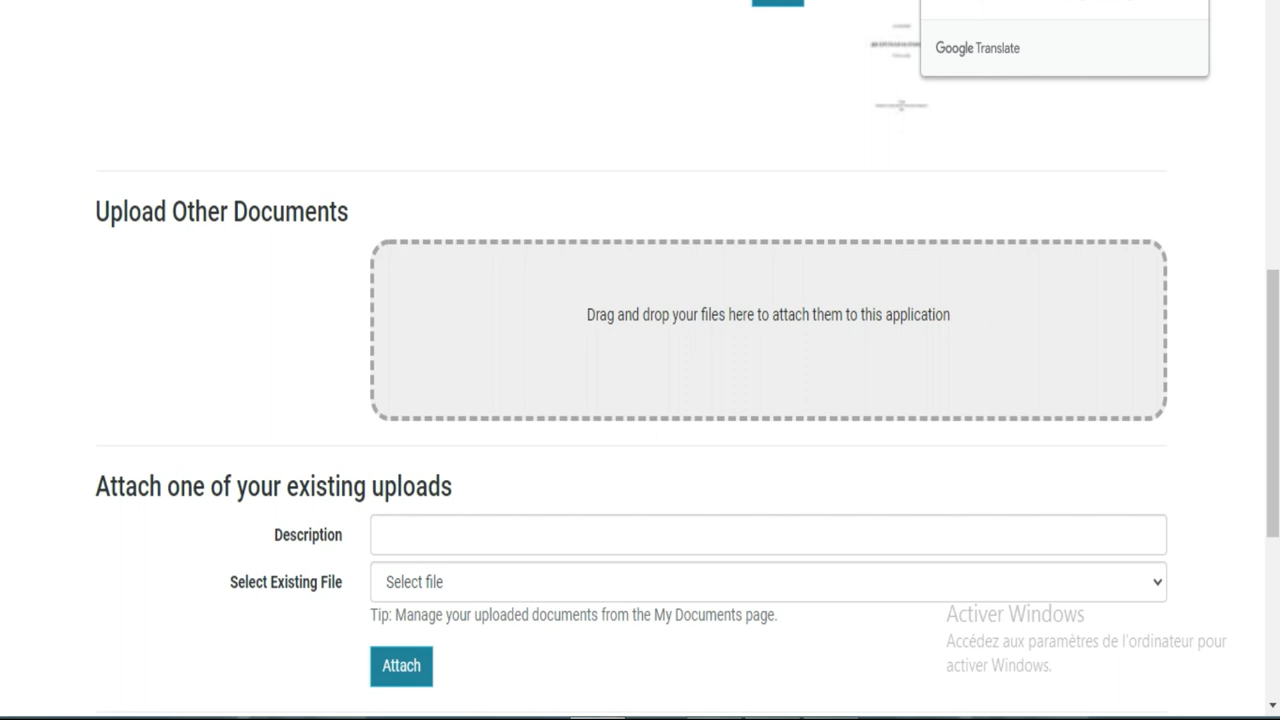 Google Translate
Upload Other Documents
Drag and drop your files here to attach them to this application
Attach one of your existing uploads
Description
Select Existing File
Select file
Tip: Manage your uploaded documents from the My Documents page.
Activer Windows
Accédez aux paramètres de l'ordinateur pour
activer Windows.
Attach